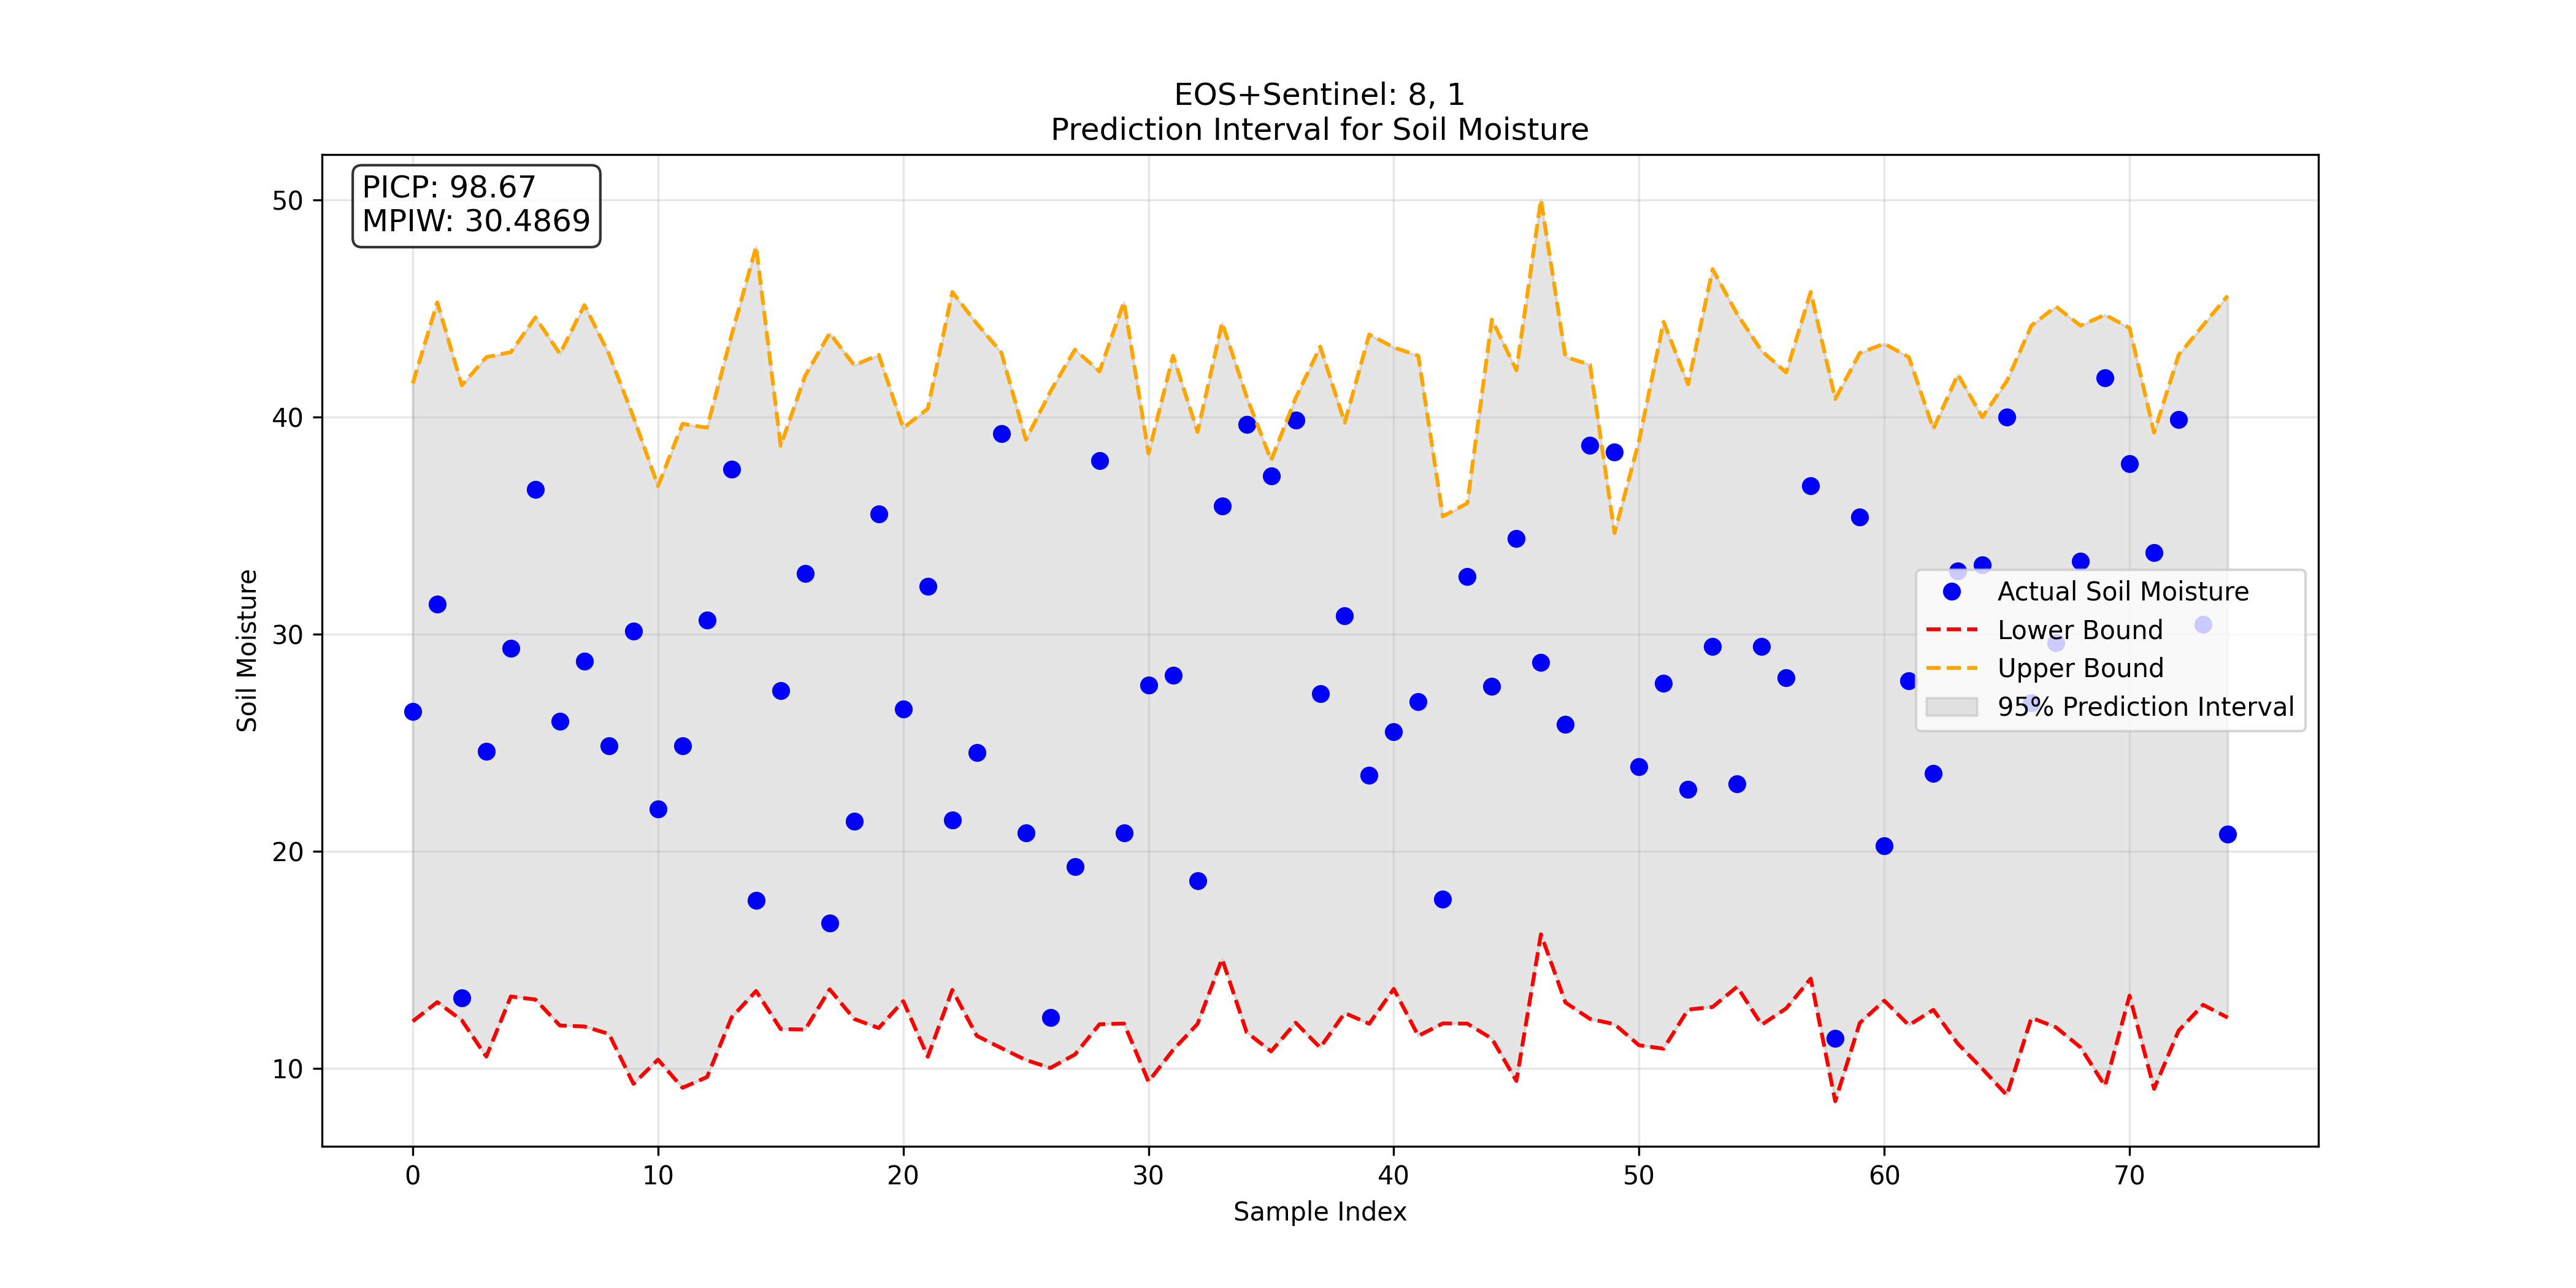 EOS+Sentinel: 8, 1
Prediction Interval for Soil Moisture
PICP: 98.67
MPIW: 30.4869
50
40
30
20
10
Soil Moisture
Actual Soil Moisture
Lower Bound
Upper Bound
95% Prediction Interval
0 10 20 30 40 50 60 70
Sample Index